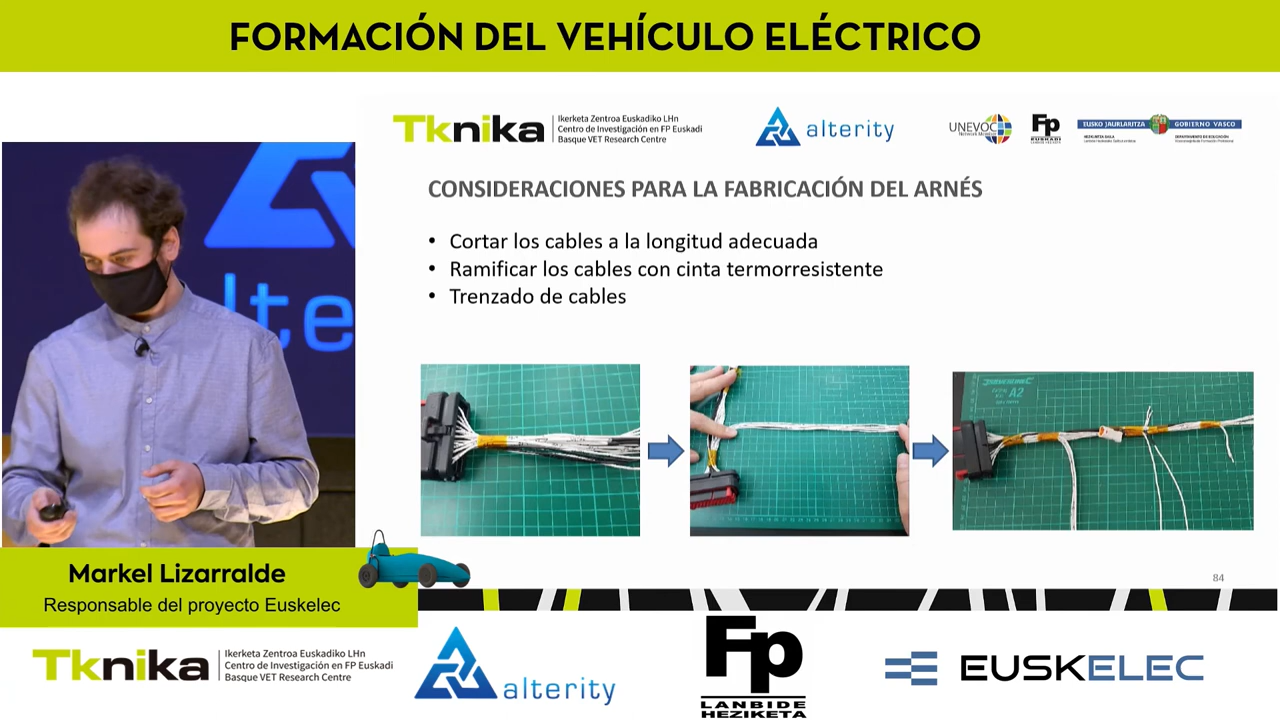 FORMACIÓN DEL VEHÍCULO ELÉCTRICO
Tknika
Ikerketa Zentroa Euskadiko LHn
Centro de Investigación en FP Euskadi
Basque VET Research Centre
alterity
UNEVOC
Fp
EUSKADI
EUSKO JAURLARITZA
GOBIERNO VASCO
CONSIDERACIONES PARA LA FABRICACIÓN DEL ARNÉS
• Cortar los cables a la longitud adecuada
• Ramificar los cables con cinta termorresistente
• Trenzado de cables
A2
lte
84
Markel Lizarralde
Responsable del proyecto Euskelec
Tknika
Ikerketa Zentroa Euskadiko LHn
Centro de Investigación en FP Euskadi
Basque VET Research Centre
alterity
Fp
LANBIDE
HEZIKETA
EUSKELEC